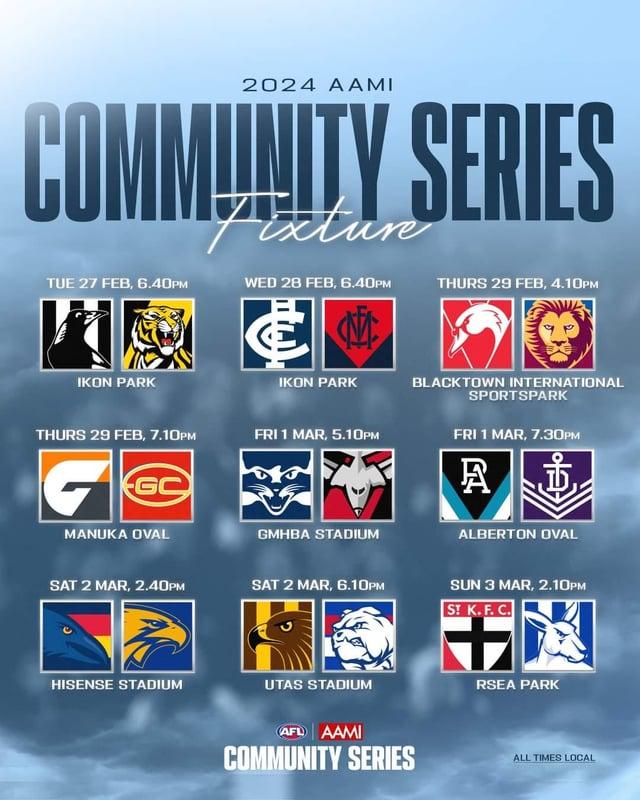 2024 AAMI
COMMUNITY SERIES
Fixture
TUE 27 FEB, 6.40PM
IKON PARK
WED 28 FEB, 6.40PM
IKON PARK
THURS 29 FEB, 4.10PM
BLACKTOWN INTERNATIONAL
SPORTSPARK
THURS 29 FEB, 7.10PM
G
GC
MANUKA OVAL
FRI 1 MAR, 5.10PM
GMHBA STADIUM
FRI 1 MAR, 7.30PM
PA
ALBERTON OVAL
SAT 2 MAR, 2.40PM
HISENSE STADIUM
SAT 2 MAR, 6.10PM
UTAS STADIUM
SUN 3 MAR, 2.10PM
ST K.F.C.
RSEA PARK
AFL AAMI
COMMUNITY SERIES
ALL TIMES LOCAL